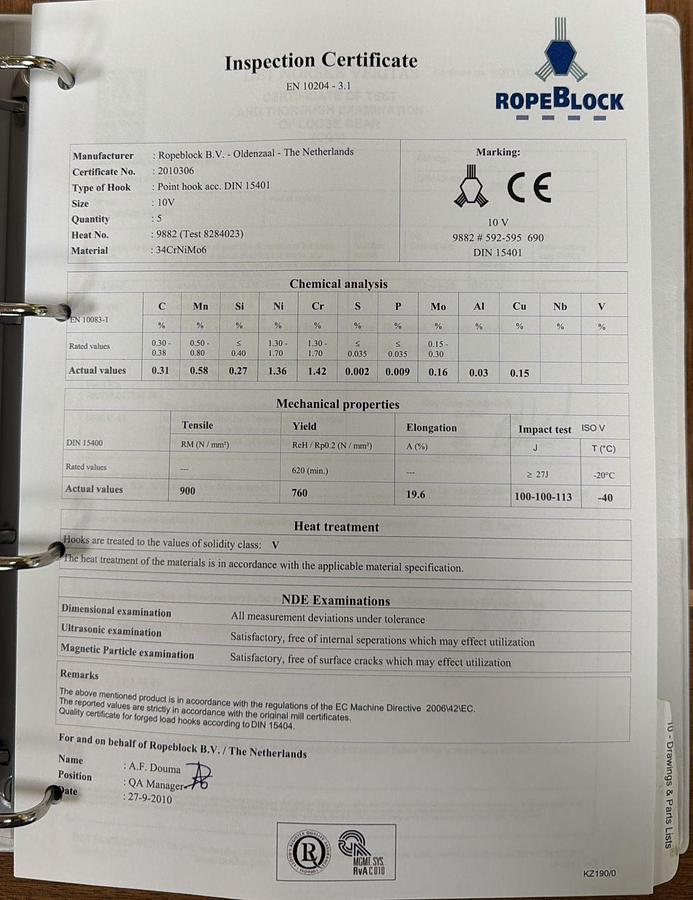 Inspection Certificate
EN 10204 - 3.1
ROPEBLOCK
Manufacturer : Ropeblock B.V. - Oldenzaal - The Netherlands
Certificate No. : 2010306
Type of Hook : Point hook acc. DIN 15401
Size : 10V
Quantity : 5
Heat No. : 9882 (Test 8284023)
Material : 34CrNiMo6
Marking:
CE
10 V
9882 # 592-595 690
DIN 15401
Chemical analysis
EN 10083-1 C Mn Si Ni Cr S P Mo Al Cu Nb V
% % % % % % % % % % % %
Rated values 0.30 - 0.38 0.50 - 0.80 ≤ 0.40 1.30 - 1.70 1.30 - 1.70 ≤ 0.035 ≤ 0.035 0.15 - 0.30
Actual values 0.31 0.58 0.27 1.36 1.42 0.002 0.009 0.16 0.03 0.15
Mechanical properties
Tensile Yield Elongation Impact test ISO V
DIN 15400 RM (N / mm²) ReH / Rp0.2 (N / mm²) A (%) J T (°C)
Rated values --- 620 (min.) --- ≥ 27J -20°C
Actual values 900 760 19.6 100-100-113 -40
Heat treatment
Hooks are treated to the values of solidity class: V
The heat treatment of the materials is in accordance with the applicable material specification.
NDE Examinations
Dimensional examination All measurement deviations under tolerance
Ultrasonic examination Satisfactory, free of internal seperations which may effect utilization
Magnetic Particle examination Satisfactory, free of surface cracks which may effect utilization
Remarks
The above mentioned product is in accordance with the regulations of the EC Machine Directive 2006\42\EC.
The reported values are strictly in accordance with the original mill certificates.
Quality certificate for forged load hooks according to DIN 15404.
For and on behalf of Ropeblock B.V. / The Netherlands
Name : A.F. Douma
Position : QA Manager
Date : 27-9-2010
R
MGMT. SYS.
RvA C 010
KZ190/0
10 - Drawings & Parts Lists